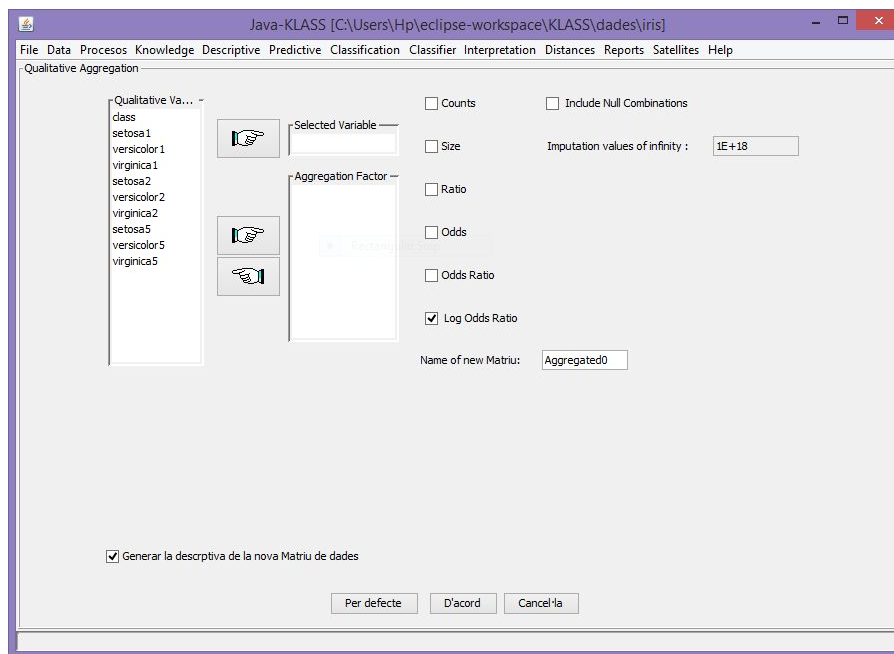 Java-KLASS [C:\Users\Hp\eclipse-workspace\KLASS\dades\iris]
File Data Procesos Knowledge Descriptive Predictive Classification Classifier Interpretation Distances Reports Satellites Help
Qualitative Aggregation
Qualitative Va...
class
setosa1
versicolor1
virginica1
setosa2
versicolor2
virginica2
setosa5
versicolor5
virginica5
Selected Variable
Aggregation Factor
Counts
Include Null Combinations
Size
Imputation values of infinity :
1E+18
Ratio
Odds
Rectangular Snip
Odds Ratio
Log Odds Ratio
Name of new Matriu:
Aggregated0
Generar la descrptiva de la nova Matriu de dades
Per defecte
D'acord
Cancel·la